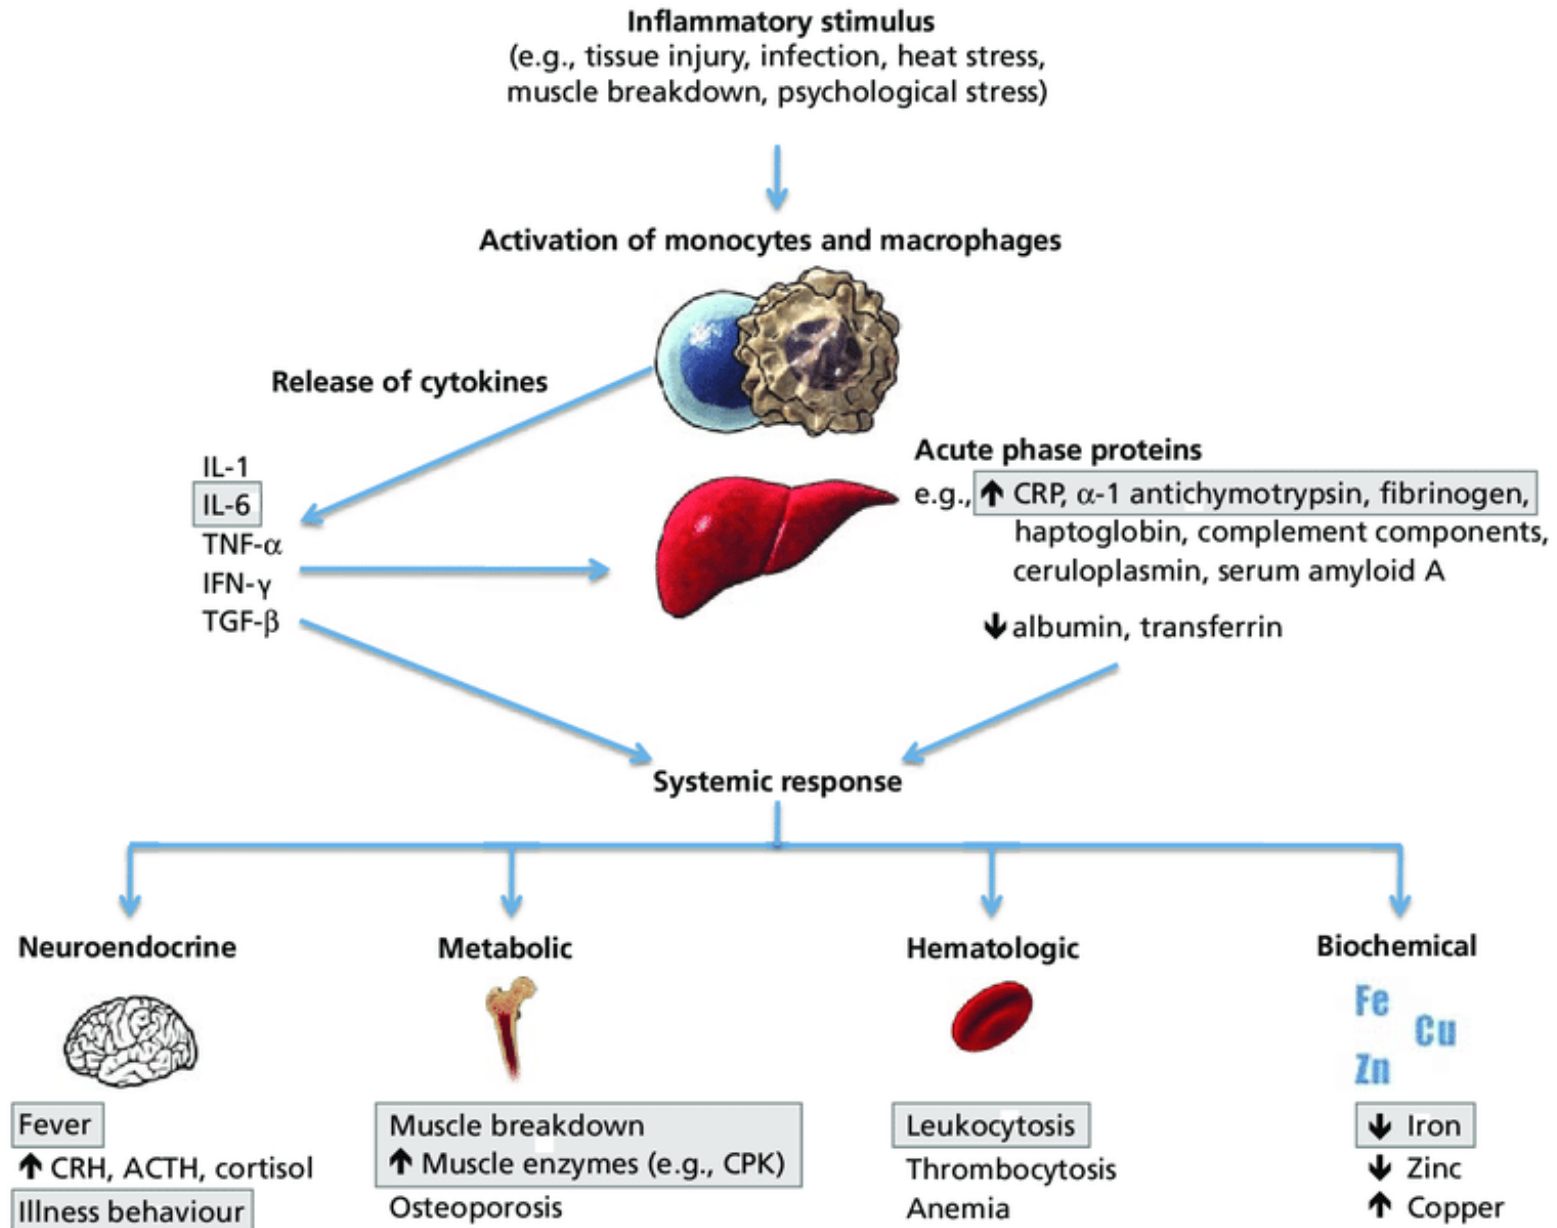 Inflammatory stimulus
(e.g., tissue injury, infection, heat stress,
muscle breakdown, psychological stress)
Activation of monocytes and macrophages
Release of cytokines
IL-1
IL-6
TNF-α
IFN-γ
TGF-β
Acute phase proteins
e.g., ↑ CRP, α-1 antichymotrypsin, fibrinogen,
haptoglobin, complement components,
ceruloplasmin, serum amyloid A
↓ albumin, transferrin
Systemic response
Neuroendocrine
Fever
↑ CRH, ACTH, cortisol
Illness behaviour
Metabolic
Muscle breakdown
↑ Muscle enzymes (e.g., CPK)
Osteoporosis
Hematologic
Leukocytosis
Thrombocytosis
Anemia
Biochemical
Fe
Cu
Zn
↓ Iron
↓ Zinc
↑ Copper